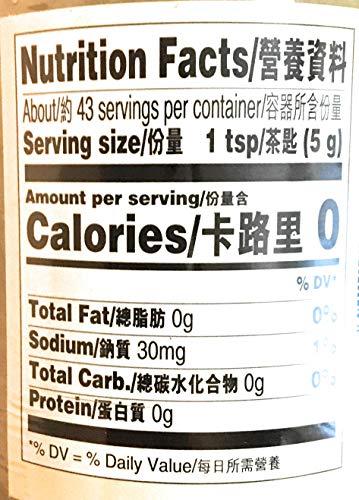 Nutrition Facts/營養資料
About/約 43 servings per container/容器所含份量
Serving size/份量 1 tsp/茶匙 (5 g)
Amount per serving/份量含
Calories/卡路里 0
% DV*
Total Fat/總脂肪 0g 0%
Sodium/鈉質 30mg 1%
Total Carb./總碳水化合物 0g 0%
Protein/蛋白質 0g
*% DV = % Daily Value/每日所需營養